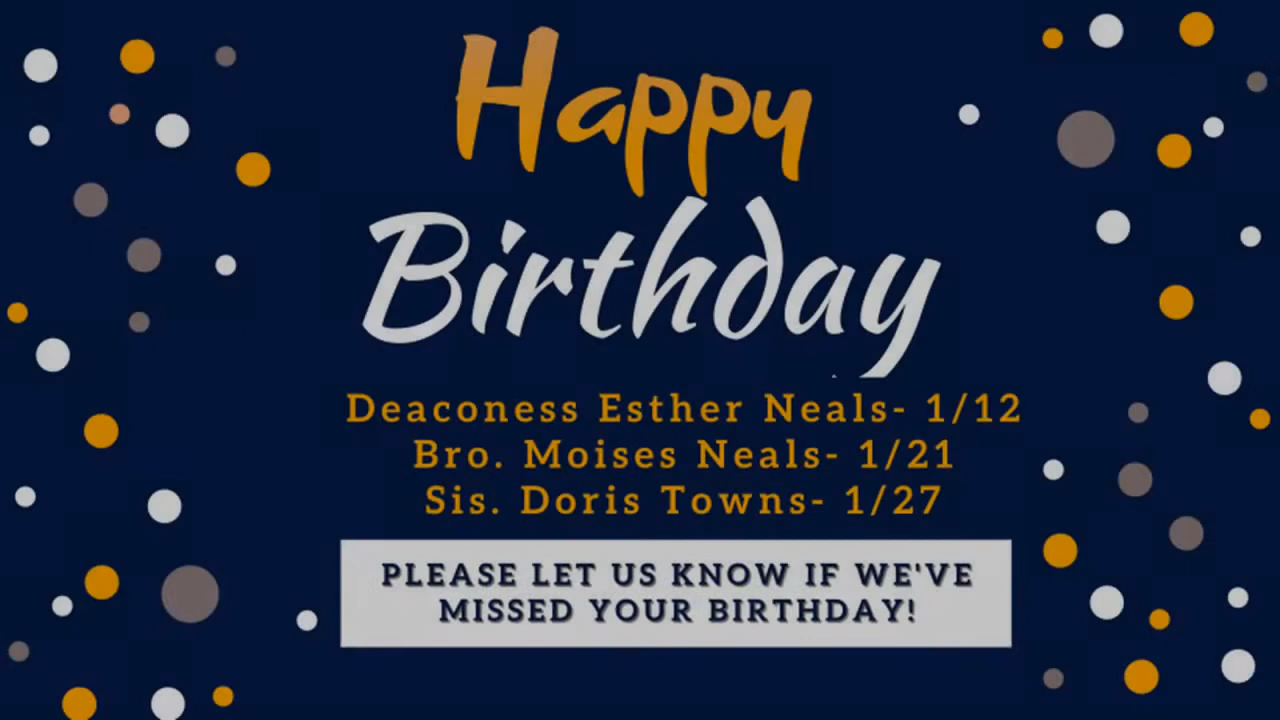 Happy
Birthday
Deaconess Esther Neals- 1/12
Bro. Moises Neals- 1/21
Sis. Doris Towns- 1/27
PLEASE LET US KNOW IF WE'VE
MISSED YOUR BIRTHDAY!